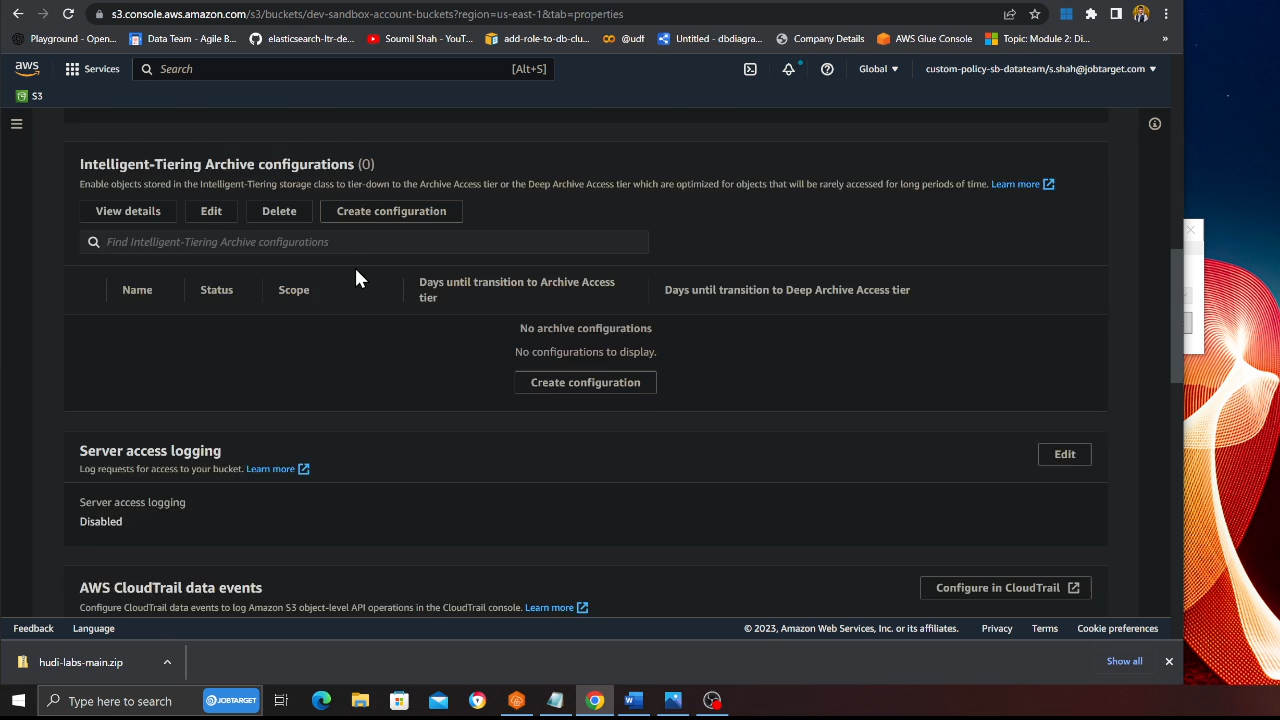 s3.console.aws.amazon.com/s3/buckets/dev-sandbox-account-buckets?region=us-east-1&tab=properties
Playground - Open... Data Team - Agile B... elasticsearch-ltr-de... Soumil Shah - YouT... add-role-to-db-clu... @udf Untitled - dbdiagra... Company Details AWS Glue Console Topic: Module 2: Di... »
aws Services Search [Alt+S] Global custom-policy-sb-datateam/s.shah@jobtarget.com
S3
Intelligent-Tiering Archive configurations (0)
Enable objects stored in the Intelligent-Tiering storage class to tier-down to the Archive Access tier or the Deep Archive Access tier which are optimized for objects that will be rarely accessed for long periods of time. Learn more
View details Edit Delete Create configuration
Find Intelligent-Tiering Archive configurations
Name Status Scope Days until transition to Archive Access Days until transition to Deep Archive Access tier
tier
No archive configurations
No configurations to display.
Create configuration
Server access logging
Edit
Log requests for access to your bucket. Learn more
Server access logging
Disabled
AWS CloudTrail data events
Configure in CloudTrail
Configure CloudTrail data events to log Amazon S3 object-level API operations in the CloudTrail console. Learn more
Feedback Language © 2023, Amazon Web Services, Inc. or its affiliates. Privacy Terms Cookie preferences
hudi-labs-main.zip Show all
Type here to search JOBTARGET